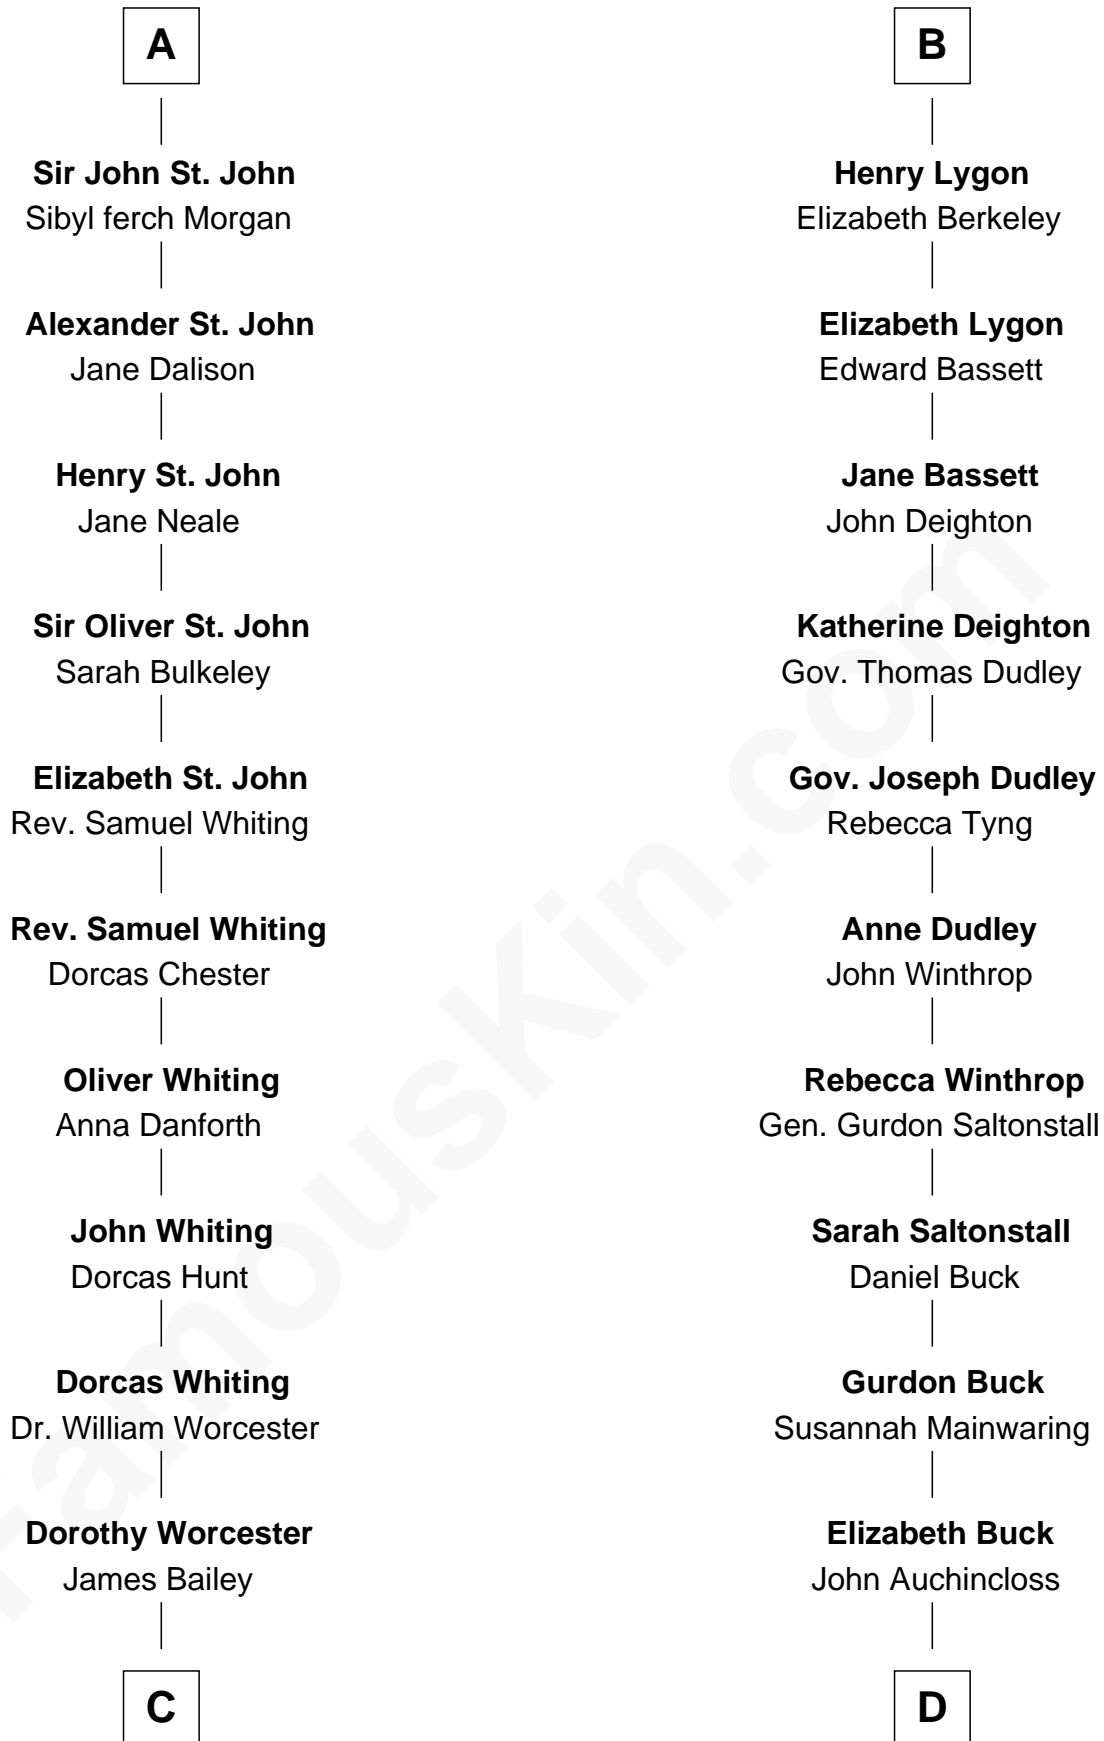 A
Sir John St. John
Sibyl ferch Morgan
Alexander St. John
Jane Dalison
Henry St. John
Jane Neale
Sir Oliver St. John
Sarah Bulkeley
Elizabeth St. John
Rev. Samuel Whiting
Rev. Samuel Whiting
Dorcas Chester
Oliver Whiting
Anna Danforth
John Whiting
Dorcas Hunt
Dorcas Whiting
Dr. William Worcester
Dorothy Worcester
James Bailey
C
B
Henry Lygon
Elizabeth Berkeley
Elizabeth Lygon
Edward Bassett
Jane Bassett
John Deighton
Katherine Deighton
Gov. Thomas Dudley
Gov. Joseph Dudley
Rebecca Tyng
Anne Dudley
John Winthrop
Rebecca Winthrop
Gen. Gurdon Saltonstall
Sarah Saltonstall
Daniel Buck
Gurdon Buck
Susannah Mainwaring
Elizabeth Buck
John Auchincloss
D
FamousKin.com